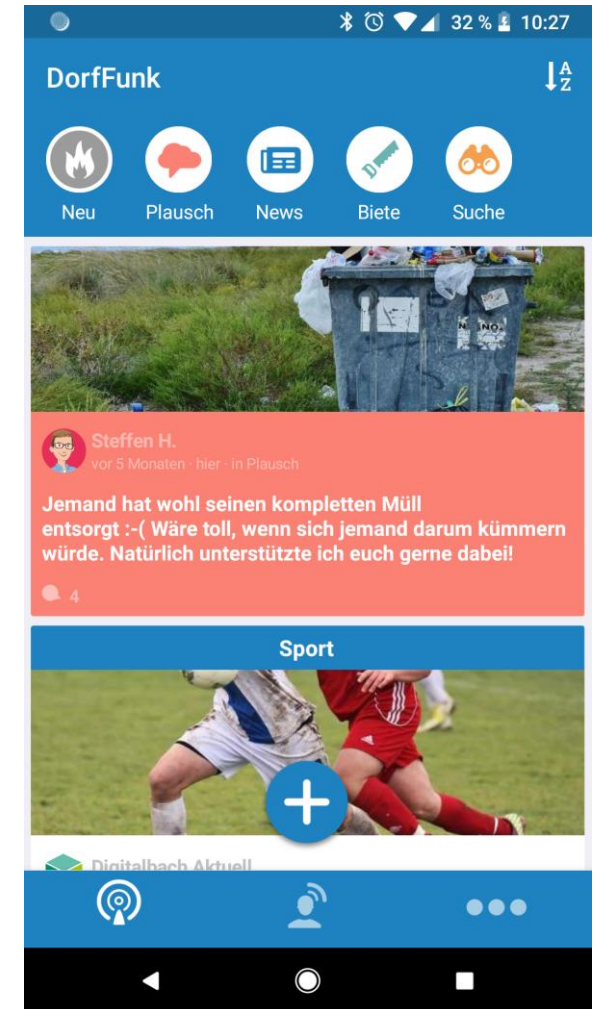 32 % 10:27
DorfFunk
A
Z
Neu Plausch News Biete Suche
Steffen H.
vor 5 Monaten · hier · in Plausch
Jemand hat wohl seinen kompletten Müll
entsorgt :-( Wäre toll, wenn sich jemand darum kümmern
würde. Natürlich unterstützte ich euch gerne dabei!
4
Sport
Digitalbach Aktuell